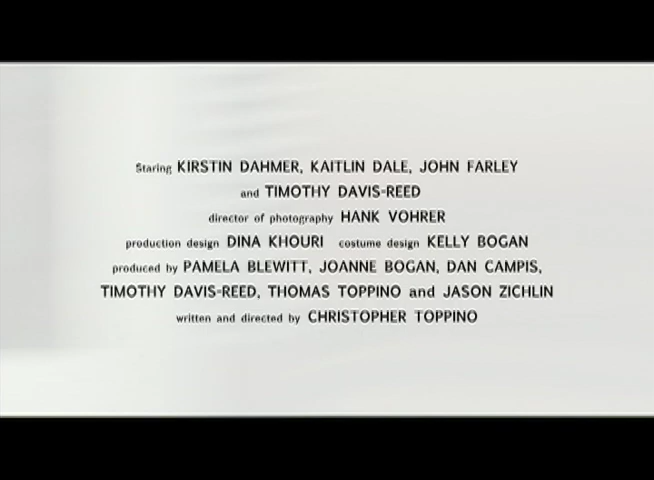 Staring KIRSTIN DAHMER, KAITLIN DALE, JOHN FARLEY
and TIMOTHY DAVIS-REED
director of photography HANK VOHRER
production design DINA KHOURI costume design KELLY BOGAN
produced by PAMELA BLEWITT, JOANNE BOGAN, DAN CAMPIS,
TIMOTHY DAVIS-REED, THOMAS TOPPINO and JASON ZICHLIN
written and directed by CHRISTOPHER TOPPINO